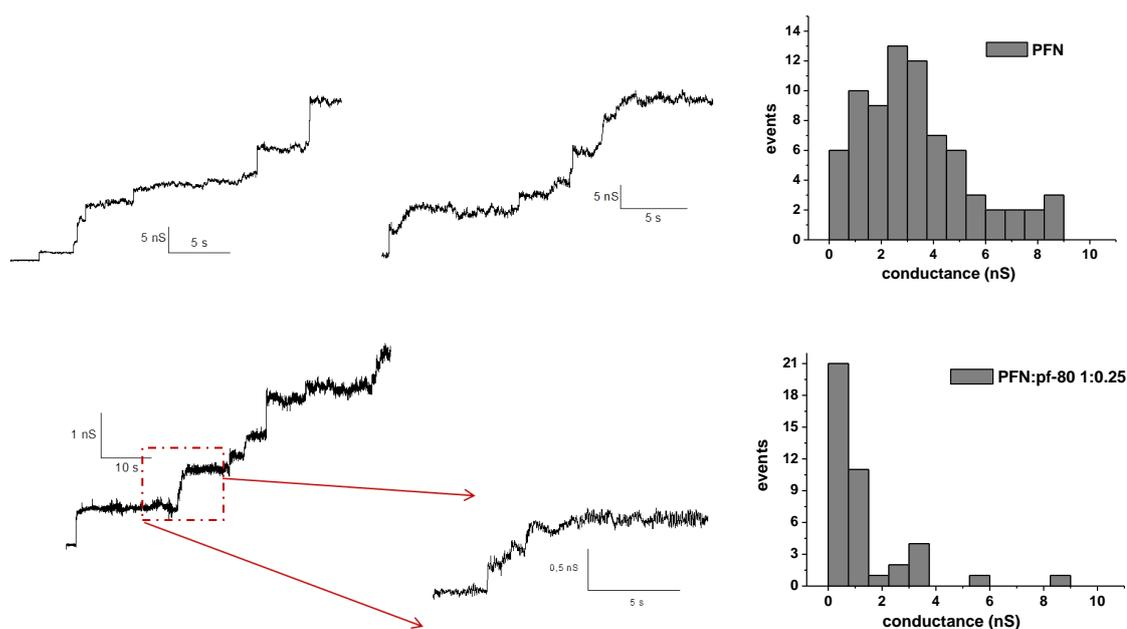 5 nS
5 s
5 nS
5 s
14
12
10
8
6
4
2
0
events
PFN
0 2 4 6 8 10
conductance (nS)
1 nS
10 s
0,5 nS
5 s
21
18
15
12
9
6
3
0
events
PFN:pf-80 1:0.25
0 2 4 6 8 10
conductance (nS)